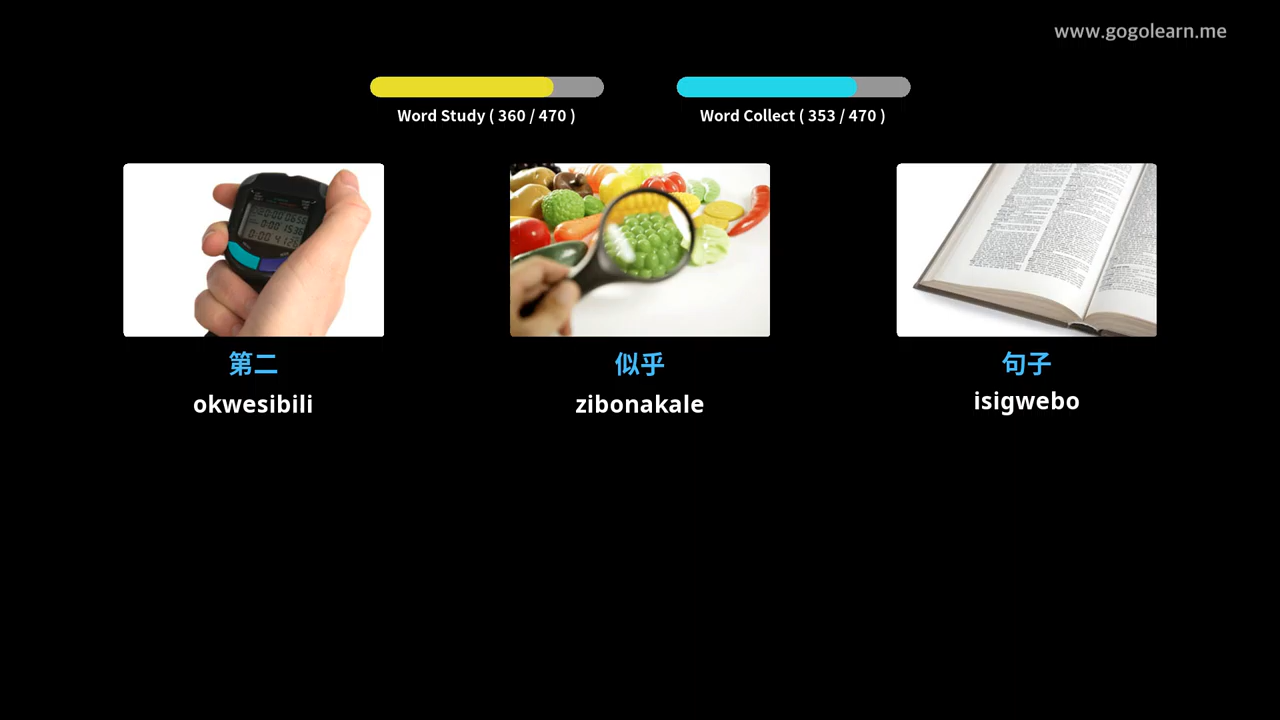 www.gogolearn.me
Word Study ( 360 / 470 )
Word Collect ( 353 / 470 )
第二
似乎
句子
okwesibili
zibonakale
isigwebo